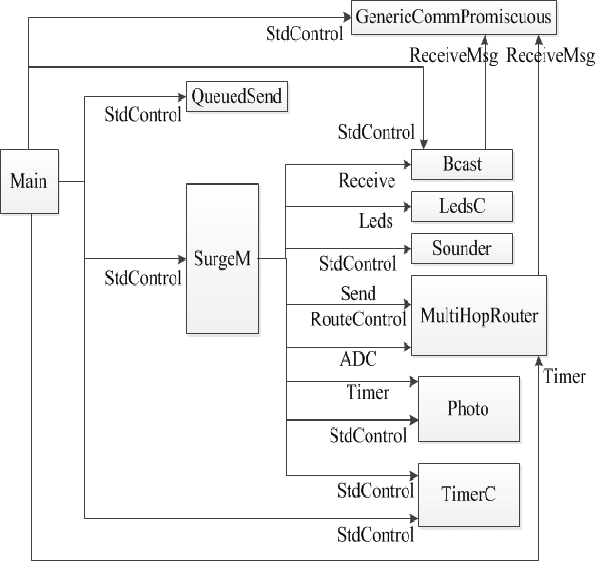 GenericCommPromiscuous
StdControl
ReceiveMsg ReceiveMsg
QueuedSend
StdControl
StdControl
Main
Bcast
Receive
LedsC
Leds
SurgeM
Sounder
StdControl
StdControl
Send
RouteControl
MultiHopRouter
ADC
Timer
Timer
Photo
StdControl
StdControl
TimerC
StdControl